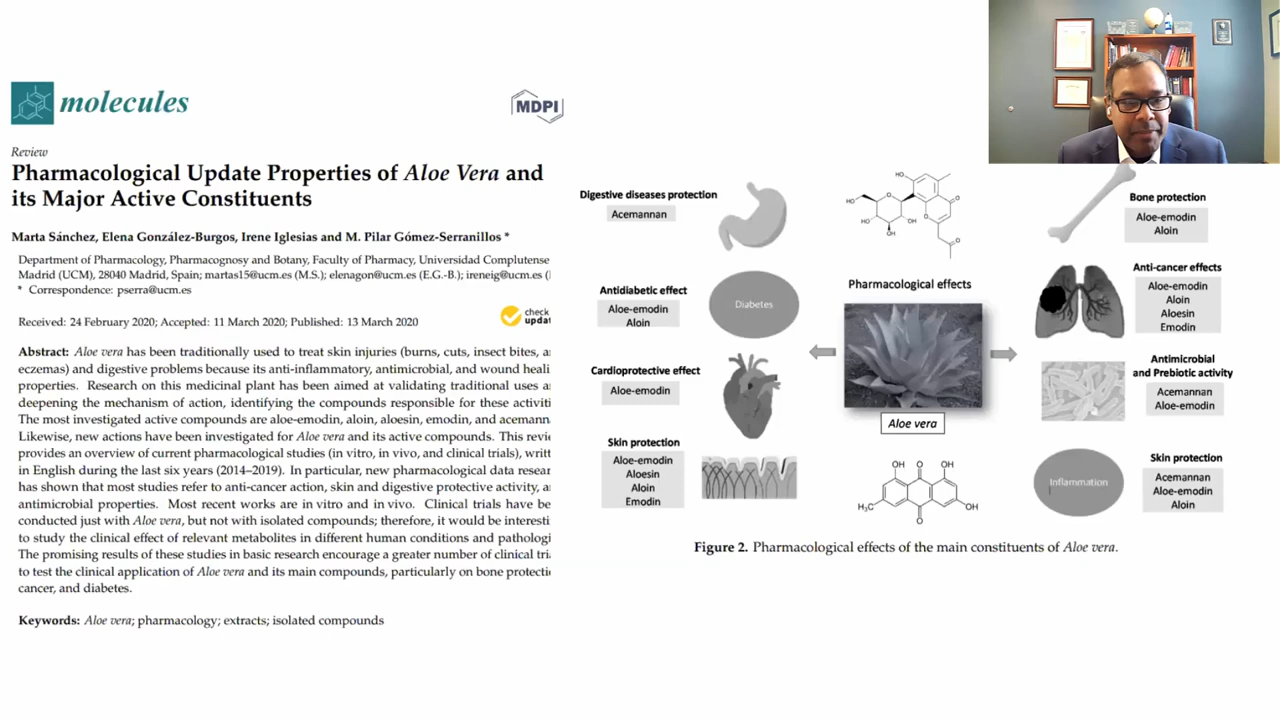 molecules
MDPI
Review
Pharmacological Update Properties of Aloe Vera and
its Major Active Constituents
Marta Sánchez, Elena González-Burgos, Irene Iglesias and M. Pilar Gómez-Serranillos *
Department of Pharmacology, Pharmacognosy and Botany, Faculty of Pharmacy, Universidad Complutense
Madrid (UCM), 28040 Madrid, Spain; martas15@ucm.es (M.S.); elenagon@ucm.es (E.G.-B.); ireneig@ucm.es (
* Correspondence: pserra@ucm.es
Received: 24 February 2020; Accepted: 11 March 2020; Published: 13 March 2020
check
updat
Abstract: Aloe vera has been traditionally used to treat skin injuries (burns, cuts, insect bites, a
eczemas) and digestive problems because its anti-inflammatory, antimicrobial, and wound heali
properties. Research on this medicinal plant has been aimed at validating traditional uses a
deepening the mechanism of action, identifying the compounds responsible for these activiti
The most investigated active compounds are aloe-emodin, aloin, aloesin, emodin, and acemann
Likewise, new actions have been investigated for Aloe vera and its active compounds. This revi
provides an overview of current pharmacological studies (in vitro, in vivo, and clinical trials), writt
in English during the last six years (2014–2019). In particular, new pharmacological data resear
has shown that most studies refer to anti-cancer action, skin and digestive protective activity, a
antimicrobial properties. Most recent works are in vitro and in vivo. Clinical trials have be
conducted just with Aloe vera, but not with isolated compounds; therefore, it would be interesti
to study the clinical effect of relevant metabolites in different human conditions and pathologi
The promising results of these studies in basic research encourage a greater number of clinical tri
to test the clinical application of Aloe vera and its main compounds, particularly on bone protecti
cancer, and diabetes.
Keywords: Aloe vera; pharmacology; extracts; isolated compounds
Digestive diseases protection
Acemannan
Antidiabetic effect
Aloe-emodin
Aloin
Diabetes
Cardioprotective effect
Aloe-emodin
Skin protection
Aloe-emodin
Aloesin
Aloin
Emodin
HO
HO
O
O
HO
OH
OH
O
O
O
Pharmacological effects
Aloe vera
OH O OH
H₃C
OH
O
Bone protection
Aloe-emodin
Aloin
Anti-cancer effects
Aloe-emodin
Aloin
Aloesin
Emodin
Antimicrobial
and Prebiotic activity
Acemannan
Aloe-emodin
Skin protection
Acemannan
Aloe-emodin
Aloin
Inflammation
Figure 2. Pharmacological effects of the main constituents of Aloe vera.